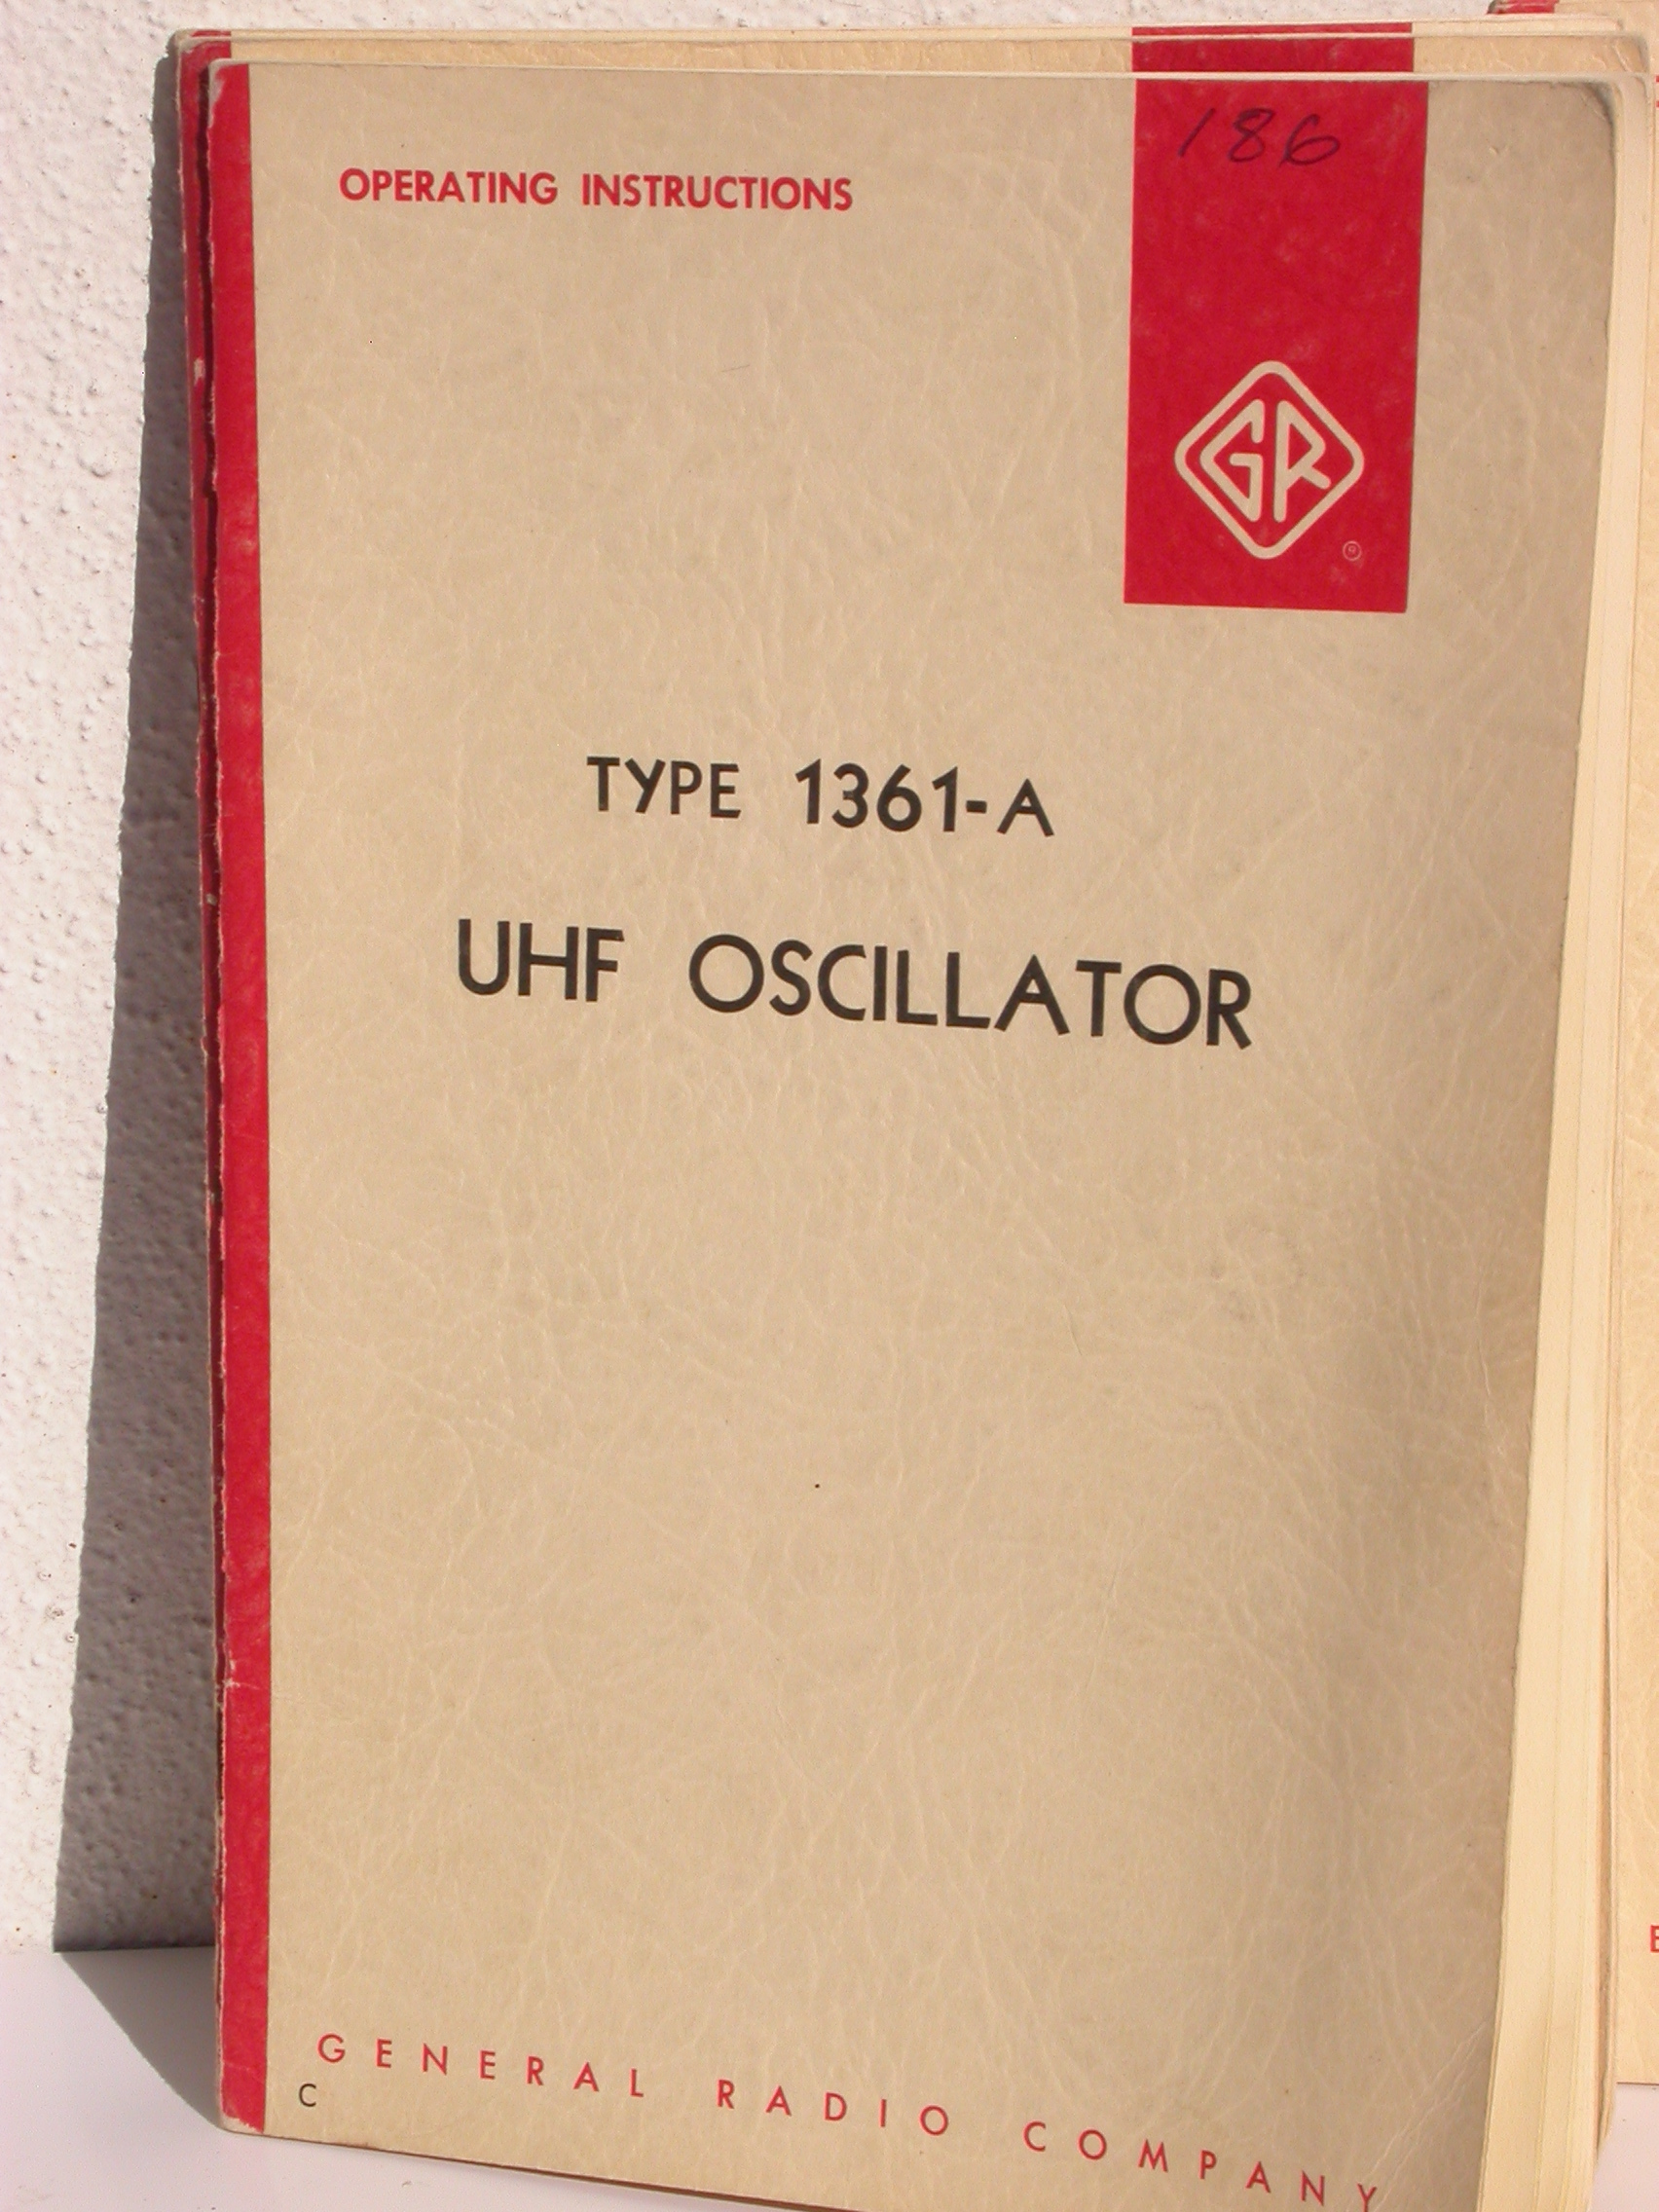 186
OPERATING INSTRUCTIONS
GR
®
TYPE 1361-A
UHF OSCILLATOR
GENERAL RADIO COMPANY
C